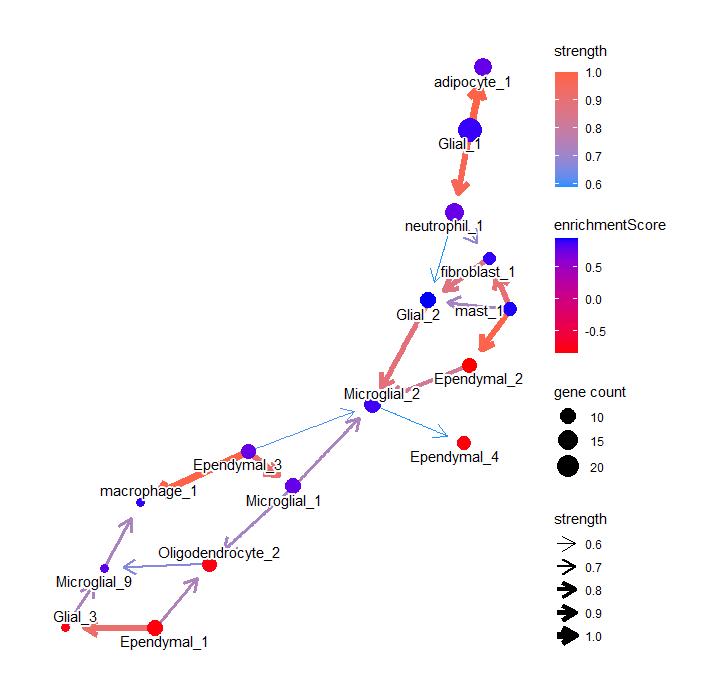 adipocyte_1
Glial_1
neutrophil_1
fibroblast_1
Glial_2
mast_1
Ependymal_2
Microglial_2
Ependymal_4
Ependymal_3
macrophage_1
Microglial_1
Oligodendrocyte_2
Microglial_9
Glial_3
Ependymal_1
strength
1.0
0.9
0.8
0.7
0.6
enrichmentScore
0.5
0.0
-0.5
gene count
10
15
20
strength
0.6
0.7
0.8
0.9
1.0